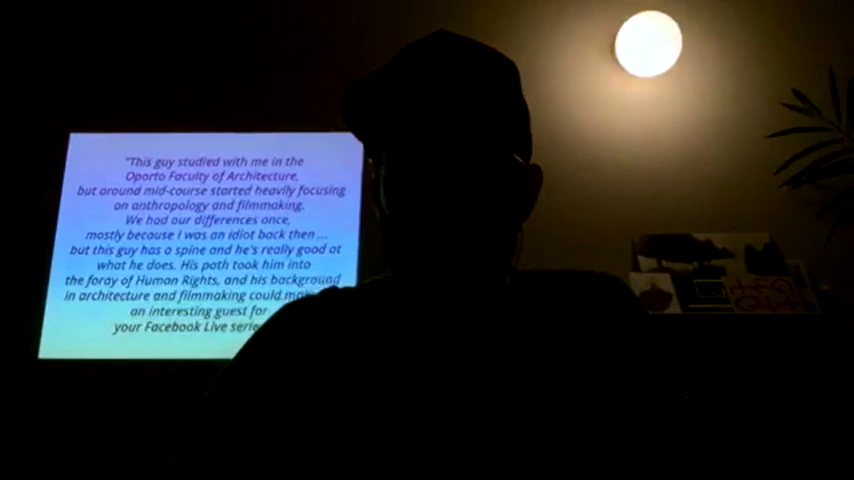 "This guy studied with me in the
Oporto Faculty of Architecture,
but around mid-course started heavily focusing
on anthropology and filmmaking.
We had our differences once,
mostly because I was an idiot back then ...
but this guy has a spine and he's really good at
what he does. His path took him into
the foray of Human Rights, and his background
in architecture and filmmaking could
an interesting guest for
your Facebook Live